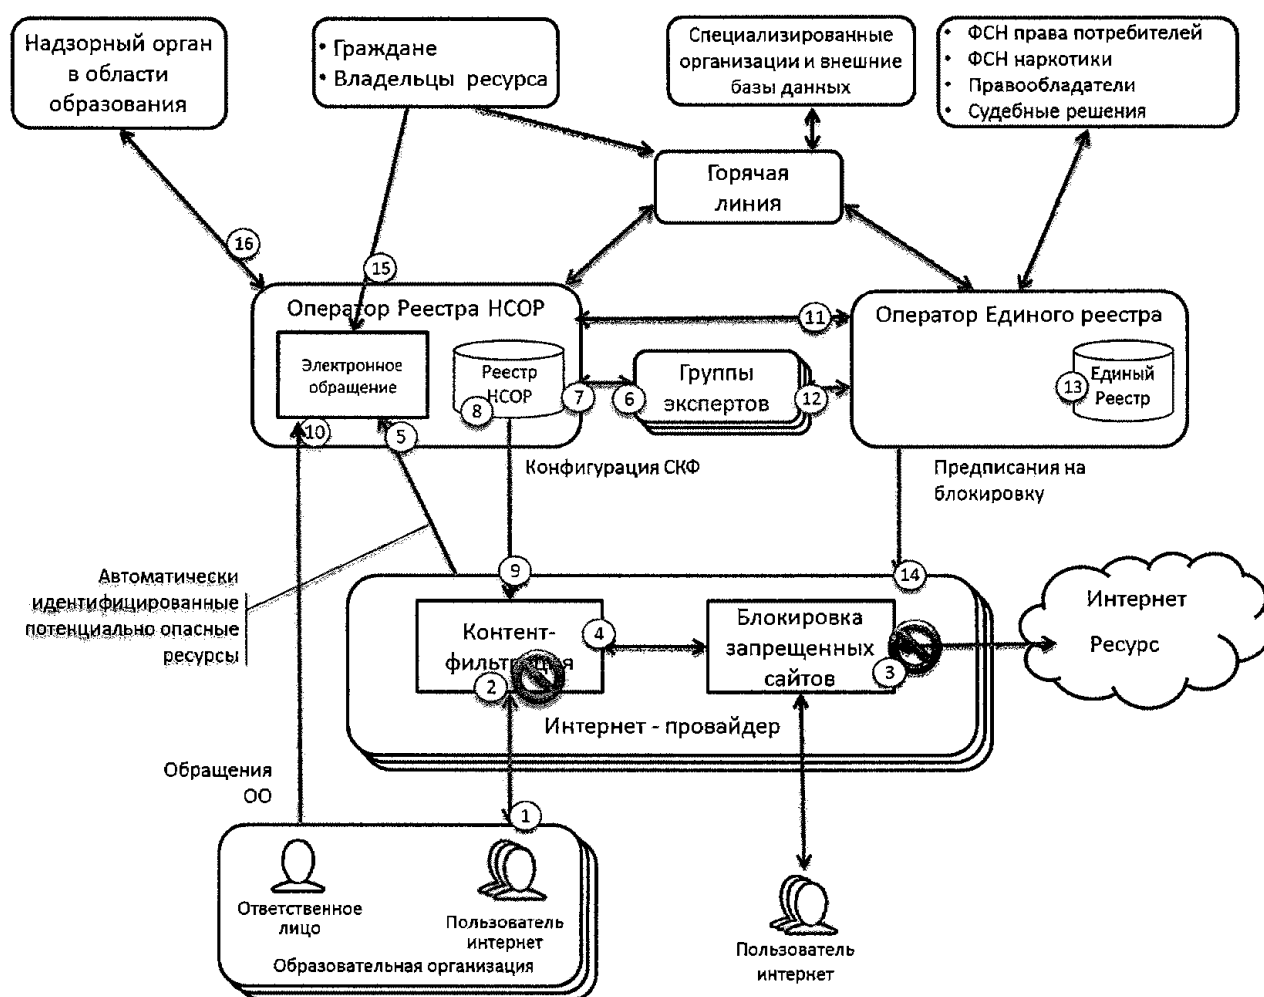 Надзорный орган
в области
образования
• Граждане
• Владельцы ресурса
Специализированные
организации и внешние
базы данных
• ФСН права потребителей
• ФСН наркотики
• Правообладатели
• Судебные решения
Горячая
линия
16
15
Оператор Реестра НСОР
Электронное
обращение
Реестр
НСОР
8
7
6
Группы
экспертов
12
11
Оператор Единого реестра
13
Единый
Реестр
10
5
Конфигурация СКФ
Предписания на
блокировку
Автоматически
идентифицированные
потенциально опасные
ресурсы
9
14
Контент-
фильтрация
2
4
Блокировка
запрещенных
сайтов
3
Интернет
Ресурс
Интернет - провайдер
Обращения
ОО
1
Ответственное
лицо
Пользователь
интернет
Образовательная организация
Пользователь
интернет